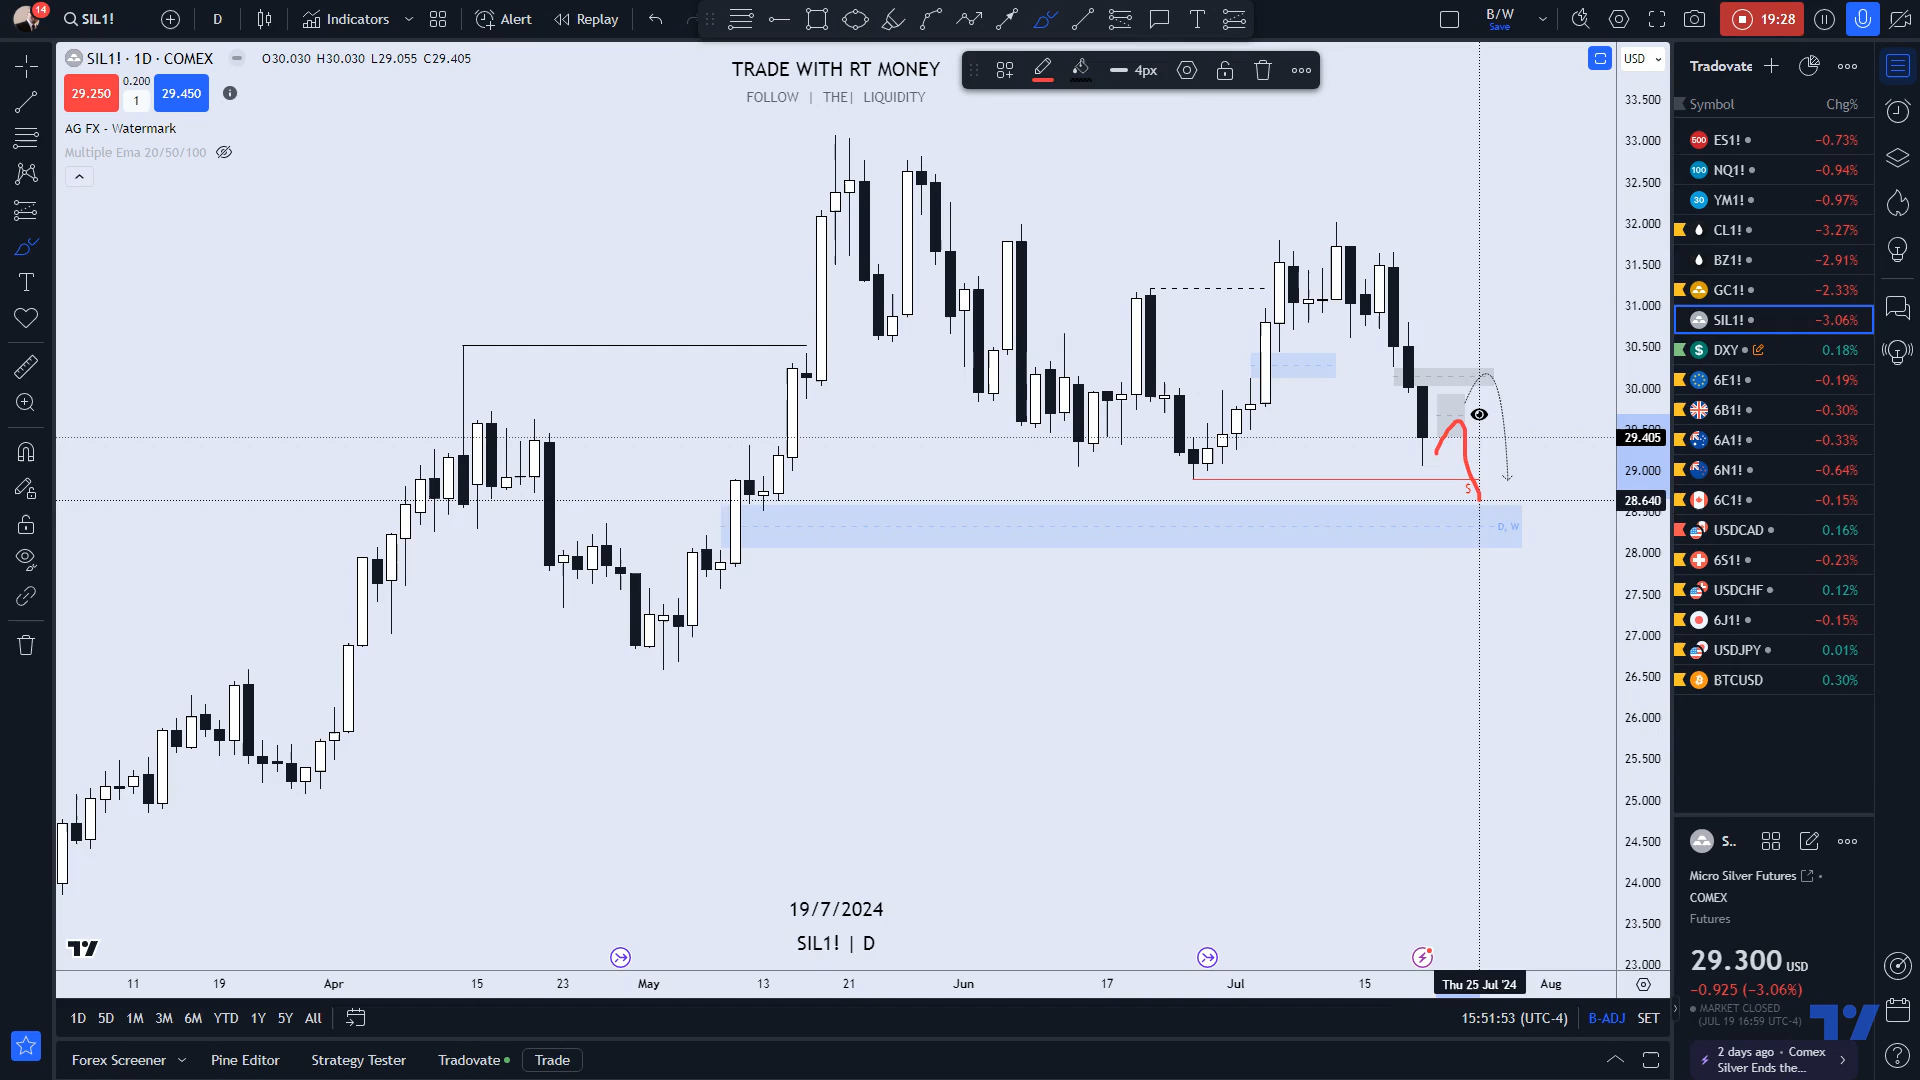 14
SIL1!
D
Indicators
Alert
Replay
B/W
Save
19:28
SIL1! · 1D · COMEX
O30.030 H30.030 L29.055 C29.405
29.250
0.200
1
29.450
AG FX - Watermark
Multiple Ema 20/50/100
TRADE WITH RT MONEY
FOLLOW | THE| LIQUIDITY
4px
USD
33.500
33.000
32.500
32.000
31.500
31.000
30.500
30.000
29.405
29.000
28.640
28.000
27.500
27.000
26.500
26.000
25.500
25.000
24.500
24.000
23.500
23.000
$
D, W
19/7/2024
SIL1! | D
11
19
Apr
15
23
May
13
21
Jun
17
Jul
15
Thu 25 Jul '24
Aug
1D
5D
1M
3M
6M
YTD
1Y
5Y
All
15:51:53 (UTC-4)
B-ADJ
SET
Forex Screener
Pine Editor
Strategy Tester
Tradovate
Trade
Tradovate
Symbol
Chg%
500 ES1! −0.73%
100 NQ1! −0.94%
30 YM1! −0.97%
CL1! −3.27%
BZ1! −2.91%
GC1! −2.33%
SIL1! −3.06%
DXY 0.18%
6E1! −0.19%
6B1! −0.30%
6A1! −0.33%
6N1! −0.64%
6C1! −0.15%
USDCAD 0.16%
6S1! −0.23%
USDCHF 0.12%
6J1! −0.15%
USDJPY 0.01%
BTCUSD 0.30%
S..
Micro Silver Futures
COMEX
Futures
29.300 USD
−0.925 (−3.06%)
MARKET CLOSED
(JUL 19 16:59 UTC-4)
2 days ago · Comex
Silver Ends the...